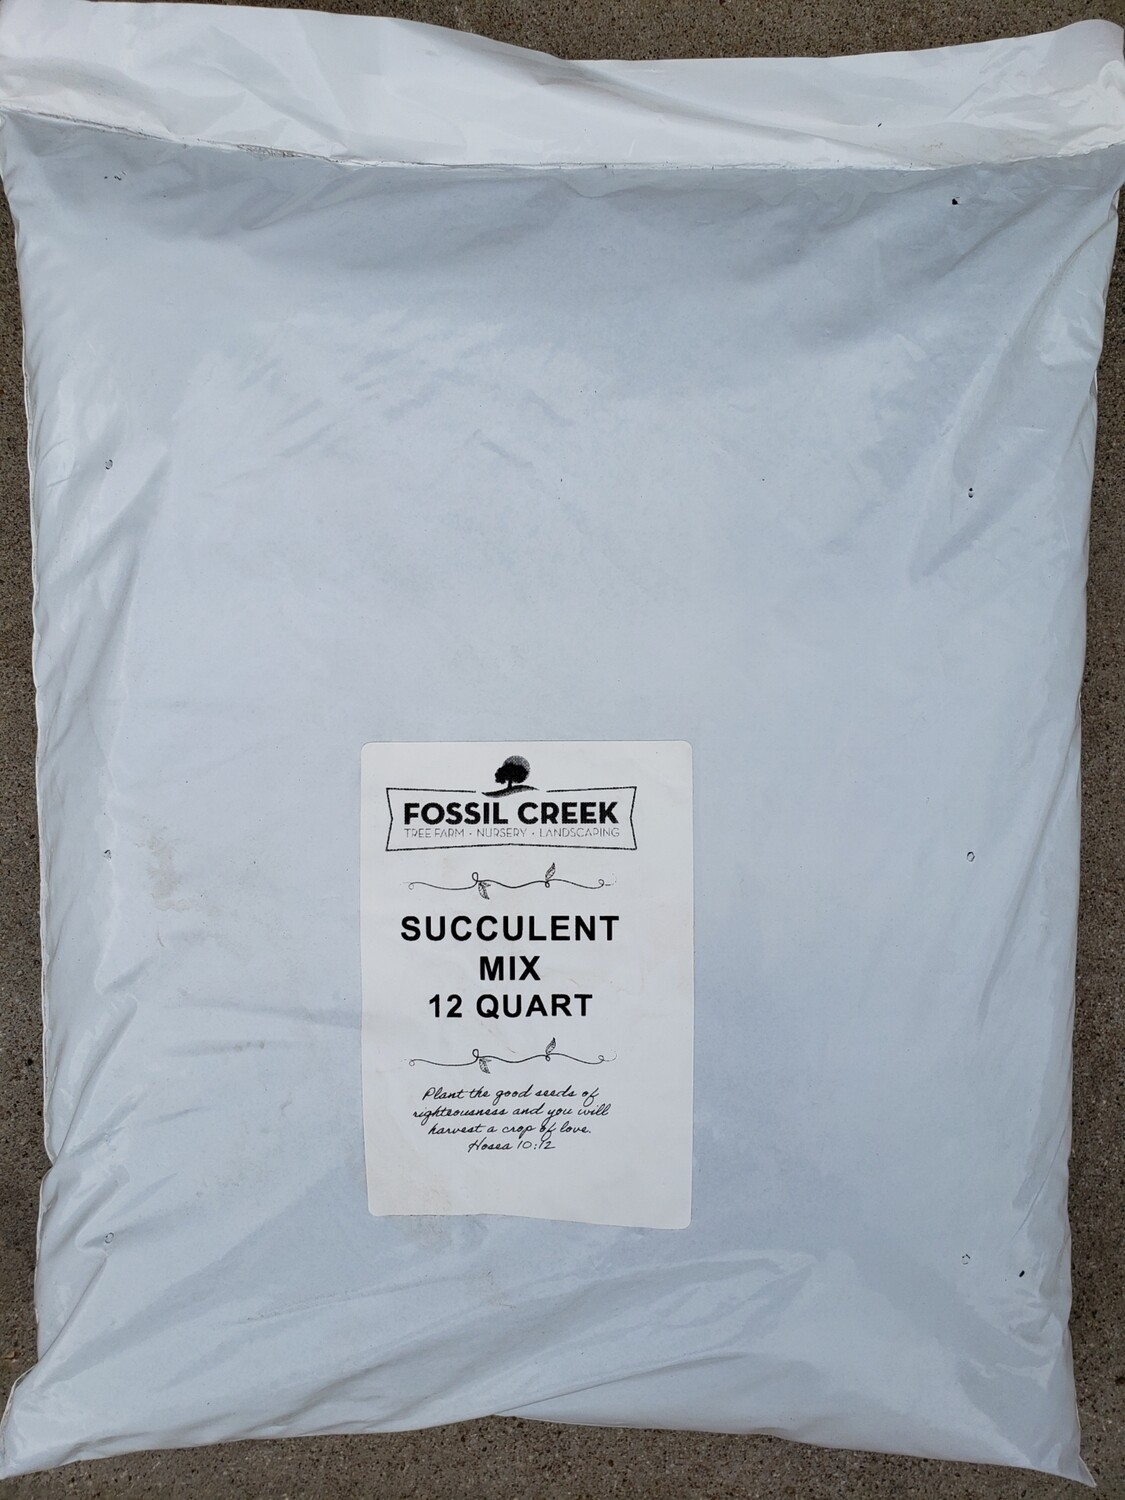 FOSSIL CREEK
TREE FARM • NURSERY • LANDSCAPING
SUCCULENT
MIX
12 QUART
Plant the good seeds of
righteousness and you will
harvest a crop of love.
Hosea 10:12